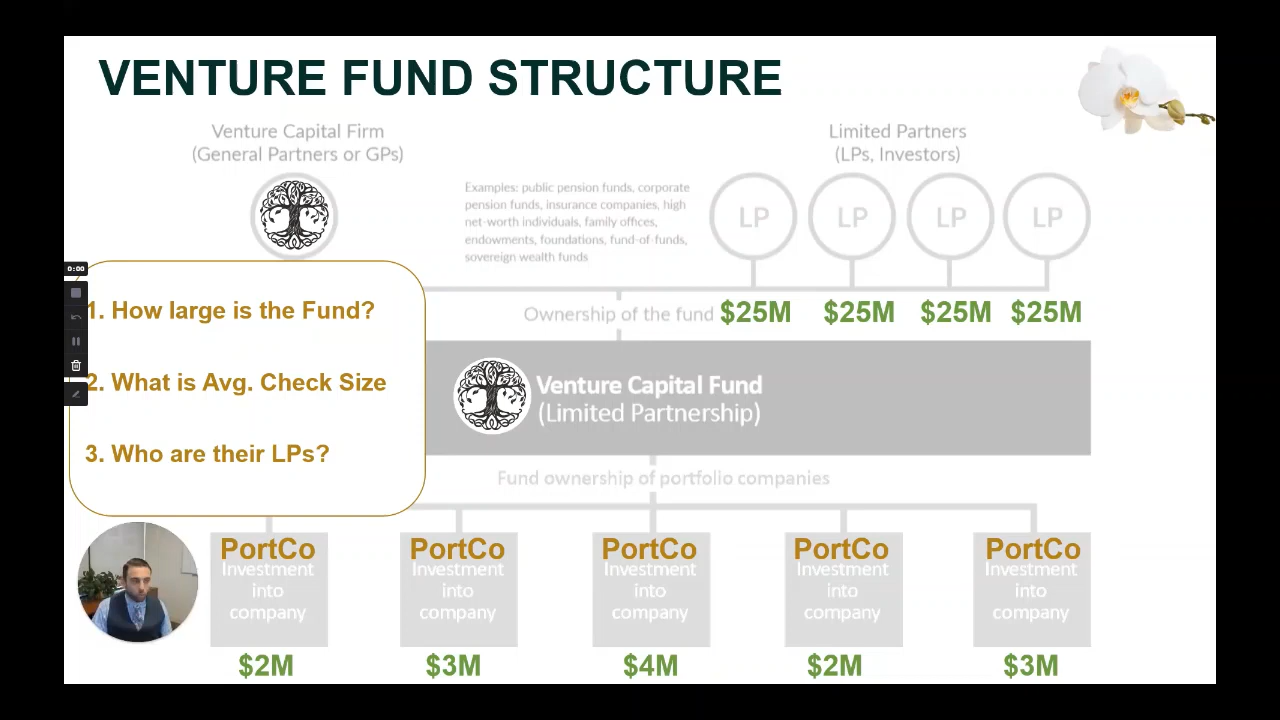 VENTURE FUND STRUCTURE
Venture Capital Firm
(General Partners or GPs)
Limited Partners
(LPs, Investors)
Examples: public pension funds, corporate
pension funds, insurance companies, high
net-worth individuals, family offices,
endowments, foundations, fund-of-funds,
sovereign wealth funds
LP LP LP LP
0:00
1. How large is the Fund?
2. What is Avg. Check Size
3. Who are their LPs?
Ownership of the fund $25M $25M $25M $25M
Venture Capital Fund
(Limited Partnership)
Fund ownership of portfolio companies
PortCo PortCo PortCo PortCo PortCo
Investment Investment Investment Investment Investment
into into into into into
company company company company company
$2M $3M $4M $2M $3M